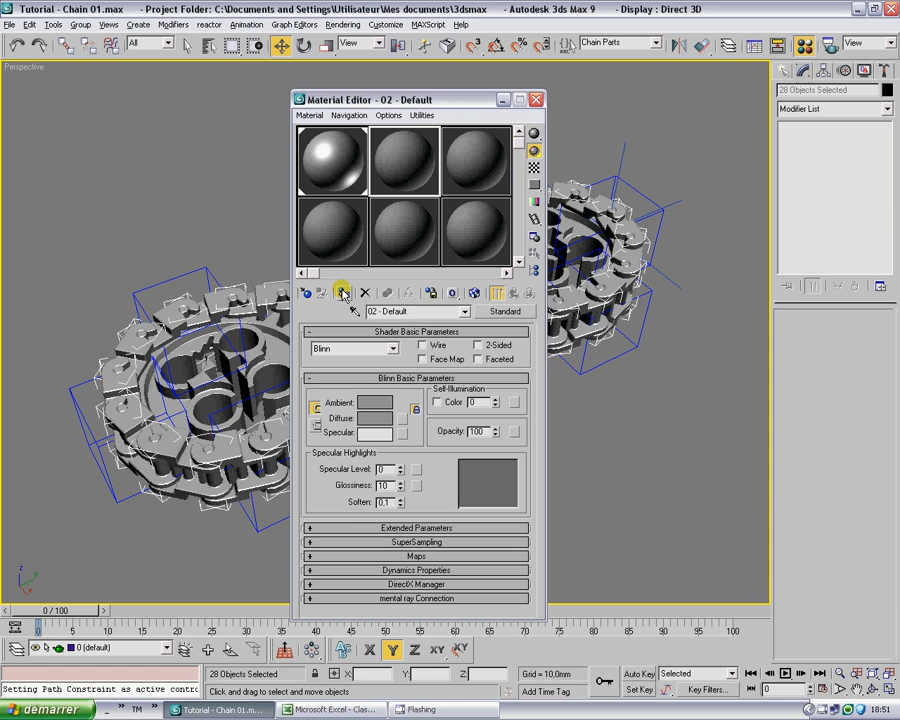 Tutorial - Chain 01.max - Project Folder: C:\Documents and Settings\Utilisateur\Mes documents\3dsmax - Autodesk 3ds Max 9 - Display : Direct 3D
File Edit Tools Group Views Create Modifiers reactor Animation Graph Editors Rendering Customize MAXScript Help
All View Chain Parts View
Perspective
28 Objects Selected
Modifier List
Material Editor - 02 - Default
Material Navigation Options Utilities
02 - Default Standard
Shader Basic Parameters
Blinn Wire 2-Sided
Face Map Faceted
Blinn Basic Parameters
Self-Illumination
Ambient: Color 0
Diffuse:
Specular: Opacity: 100
Specular Highlights
Specular Level: 0
Glossiness: 10
Soften: 0,1
Extended Parameters
SuperSampling
Maps
Dynamics Properties
DirectX Manager
mental ray Connection
z
y
x
0 / 100
0 5 10 15 20 25 30 35 40 45 50 55 60 65 70 75 80 85 90 95 100
0 (default) X Y Z XY XY
28 Objects Selected X: Y: Z: Grid = 10,0mm Auto Key Selected
Setting Path Constraint as active contro Click and drag to select and move objects Add Time Tag Set Key Key Filters... 0
démarrer TM Tutorial - Chain 01.m... Microsoft Excel - Clas... Flashing 18:51